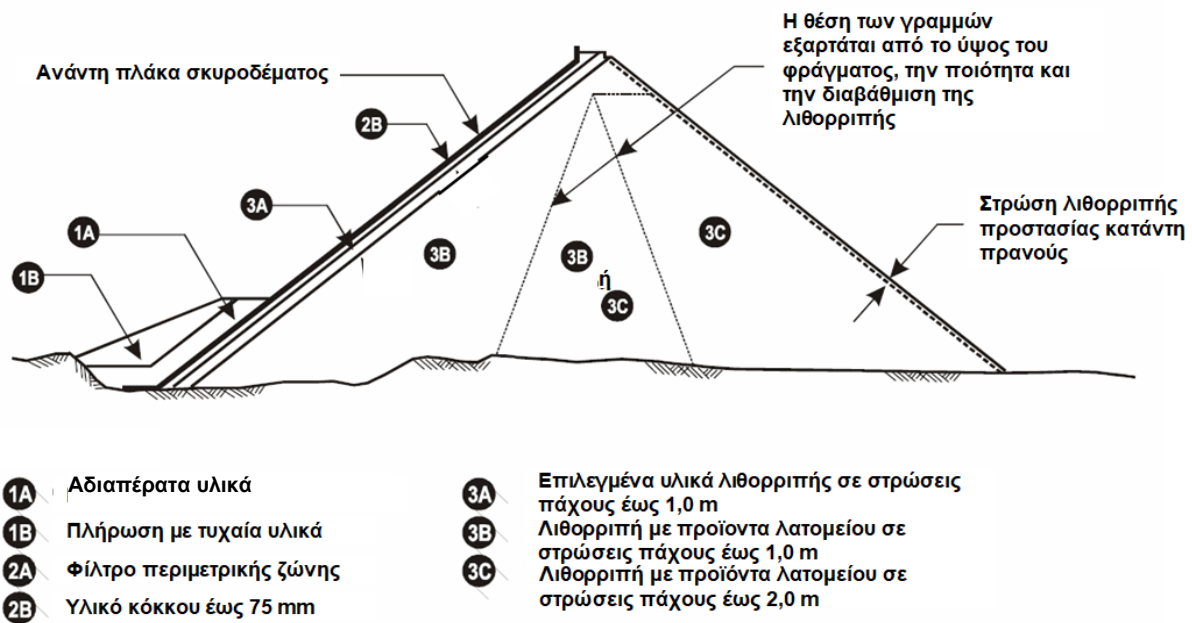 Η θέση των γραμμών
εξαρτάται από το ύψος του
φράγματος, την ποιότητα και
την διαβάθμιση της
λιθορριπής
Ανάντη πλάκα σκυροδέματος
2B
3A
1A
1B
3B
3B
ή
3C
3C
Στρώση λιθορριπής
προστασίας κατάντη
πρανούς
1A Αδιαπέρατα υλικά
1B Πλήρωση με τυχαία υλικά
2A Φίλτρο περιμετρικής ζώνης
2B Υλικό κόκκου έως 75 mm
3A Επιλεγμένα υλικά λιθορριπής σε στρώσεις
πάχους έως 1,0 m
3B Λιθορριπή με προϊοντα λατομείου σε
στρώσεις πάχους έως 1,0 m
3C Λιθορριπή με προϊόντα λατομείου σε
στρώσεις πάχους έως 2,0 m